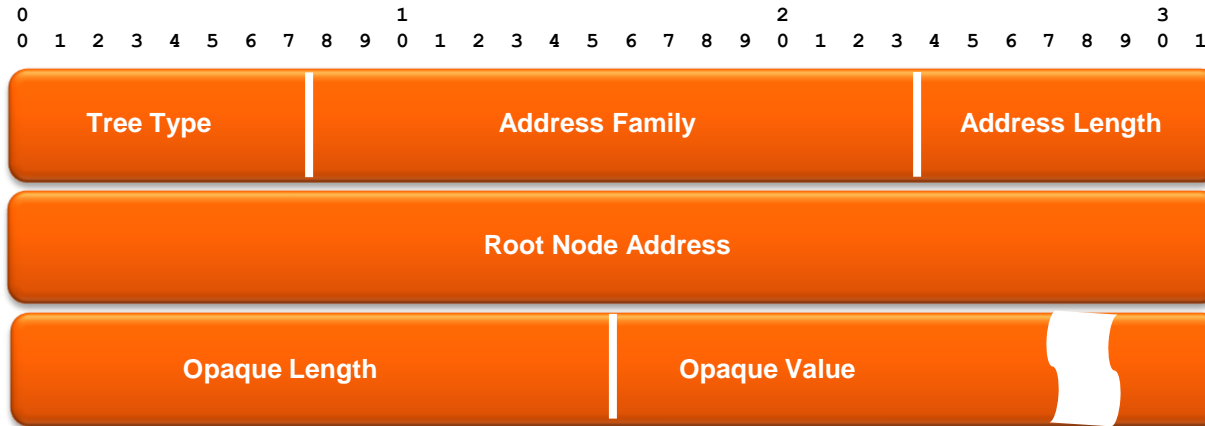 0 1 2 3
0 1 2 3 4 5 6 7 8 9 0 1 2 3 4 5 6 7 8 9 0 1 2 3 4 5 6 7 8 9 0 1
Tree Type Address Family Address Length
Root Node Address
Opaque Length Opaque Value